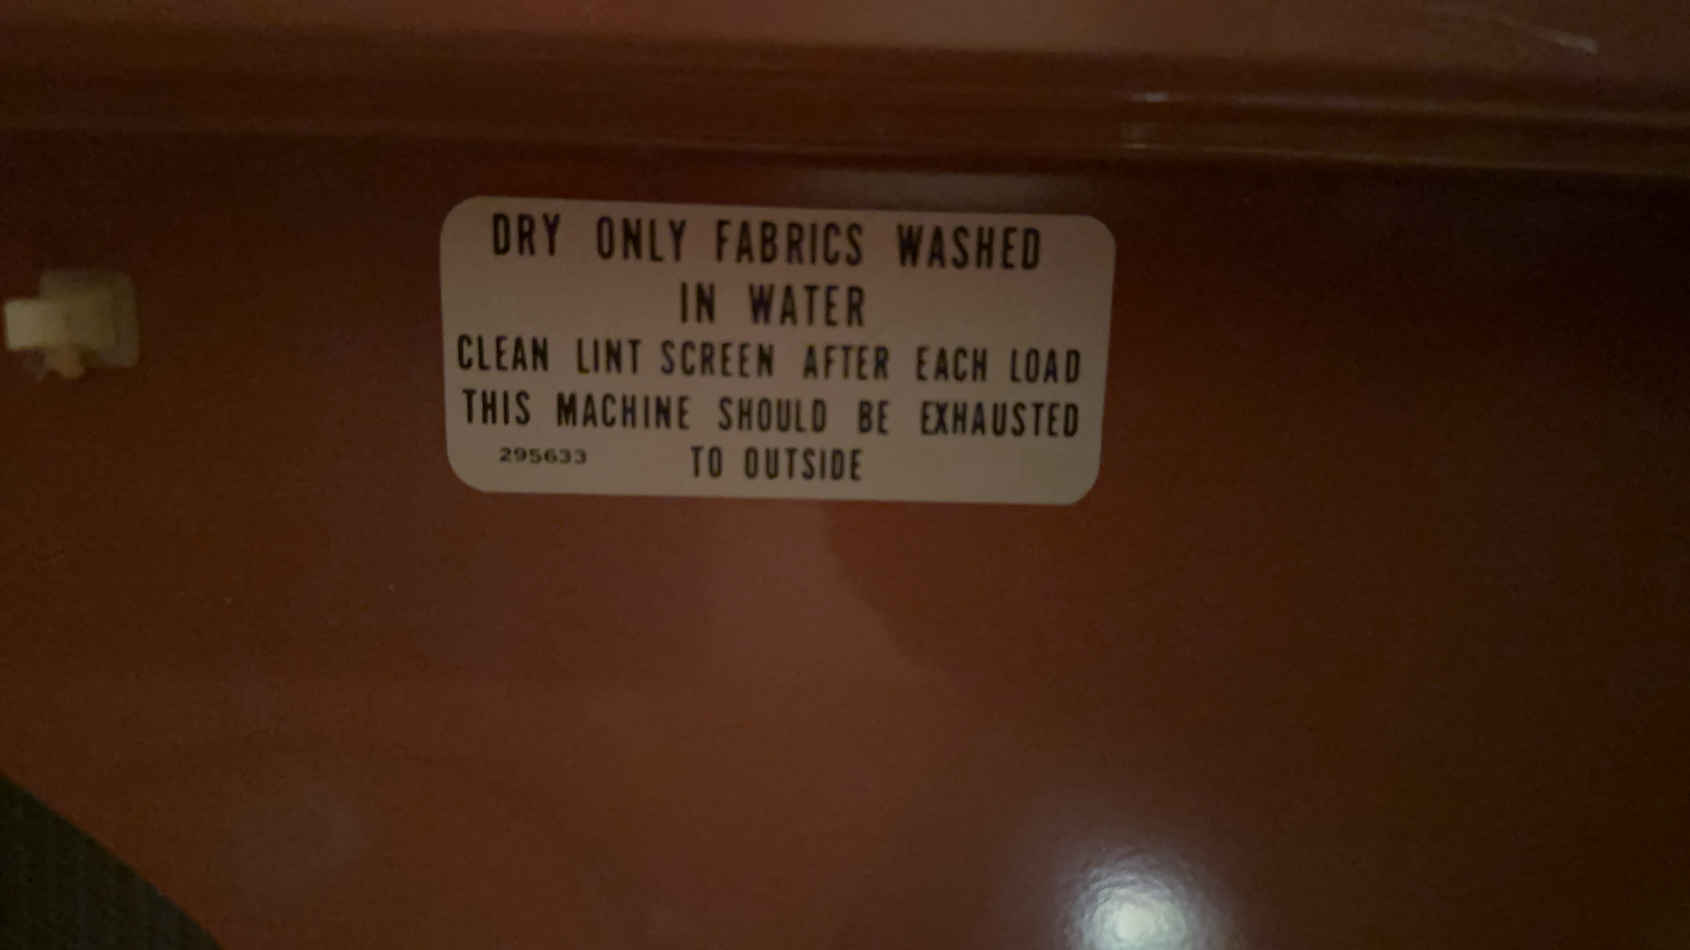 DRY ONLY FABRICS WASHED
IN WATER
CLEAN LINT SCREEN AFTER EACH LOAD
THIS MACHINE SHOULD BE EXHAUSTED
295633 TO OUTSIDE